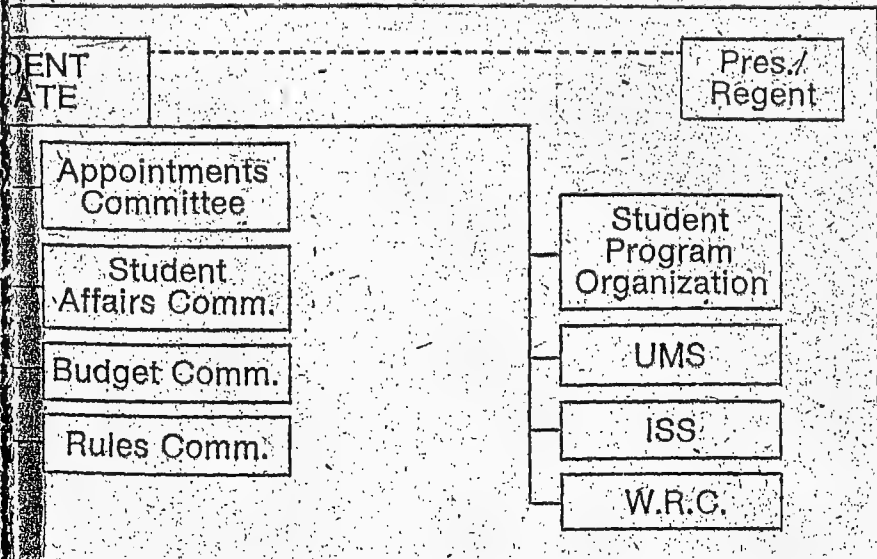 DENT
ATE
Pres./
Regent
Appointments
Committee
Student
Affairs Comm.
Budget Comm.
Rules Comm.
Student
Program
Organization
UMS
ISS
W.R.C.